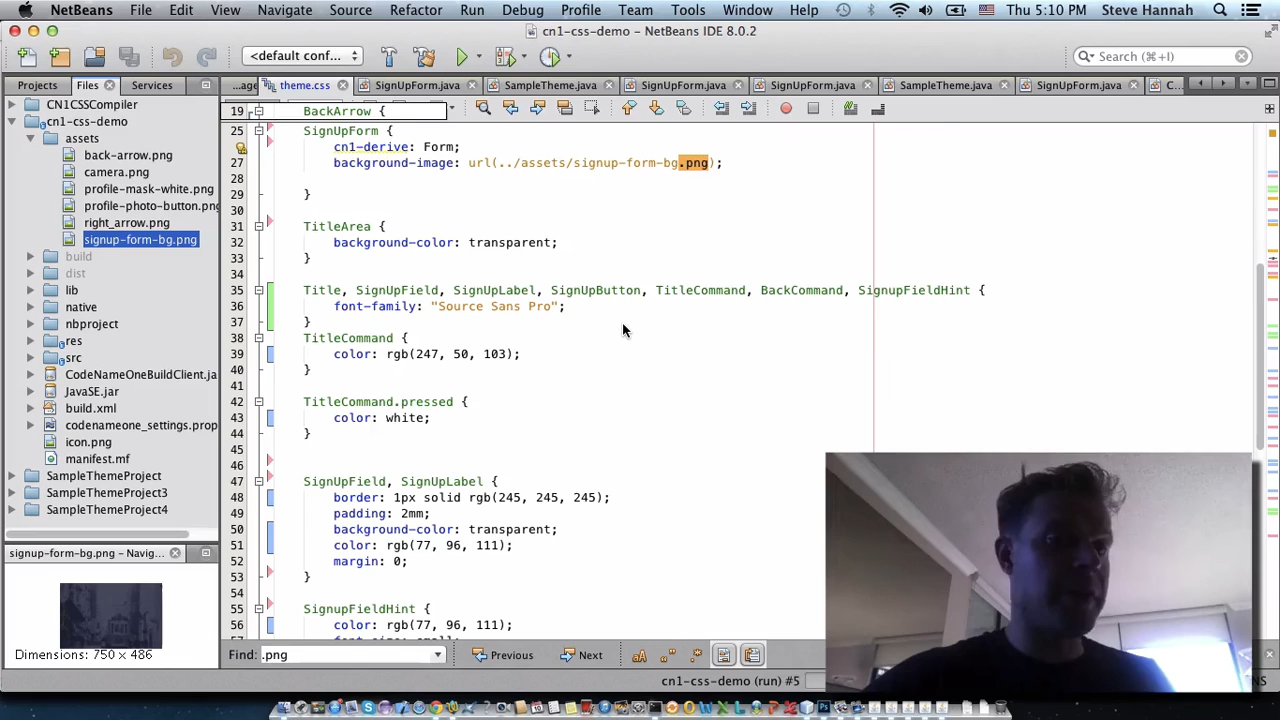 NetBeans File Edit View Navigate Source Refactor Run Debug Profile Team Tools Window Help Thu 5:10 PM Steve Hannah
theme.css - NetBeans IDE 8.0.2
<default conf... Search (⌘+I)
Projects Files Services ...age theme.css SignUpForm.java SampleTheme.java SignUpForm.java SignUpForm.java SampleTheme.java SignUpForm.java C...
CN1CSSCompiler
cn1-css-demo
assets
back-arrow.png
camera.png
profile-mask-white.png
profile-photo-button.pn
right_arrow.png
signup-form-bg.png
build
dist
lib
native
nbproject
res
src
CodeNameOneBuildClient.ja
JavaSE.jar
build.xml
codenameone_settings.prop
icon.png
manifest.mf
SampleThemeProject
SampleThemeProject3
SampleThemeProject4
signup-form-bg.png - Navig...
Dimensions: 750 × 486
19 BackArrow {
25 SignUpForm {
cn1-derive: Form;
27 background-image: url(../assets/signup-form-bg.png);
28
29 }
30
31 TitleArea {
32 background-color: transparent;
33 }
34
35 Title, SignUpField, SignUpLabel, SignUpButton, TitleCommand, BackCommand, SignupFieldHint {
36 font-family: "Source Sans Pro";
37 }
38 TitleCommand {
39 color: rgb(247, 50, 103);
40 }
41
42 TitleCommand.pressed {
43 color: white;
44 }
45
46
47 SignUpField, SignUpLabel {
48 border: 1px solid rgb(245, 245, 245);
49 padding: 2mm;
50 background-color: transparent;
51 color: rgb(77, 96, 111);
52 margin: 0;
53 }
55 SignupFieldHint {
56 color: rgb(77, 96, 111);
Find: .png Previous Next
cn1-css-demo (run) #5